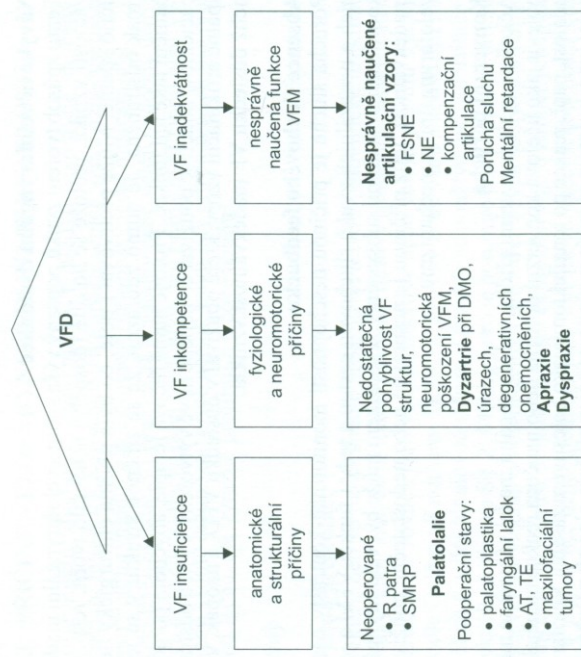 VFD
VF insuficience
VF inkompetence
VF inadekvátnost
anatomické
a strukturální
příčiny
fyziologické
a neuromotorické
příčiny
nesprávně
naučená funkce
VFM
Neoperované
• R patra
• SMRP
Palatolalie
Pooperační stavy:
• palatoplastika
• faryngální lalok
• AT, TE
• maxilofaciální
tumory
Nedostatečná
pohyblivost VF
struktur,
neuromotorická
poškození VFM,
Dyzartrie při DMO,
úrazech,
degenerativních
onemocněních,
Apraxie
Dyspraxie
Nesprávně naučené
artikulační vzory:
• FSNE
• NE
• kompenzační
artikulace
Porucha sluchu
Mentální retardace